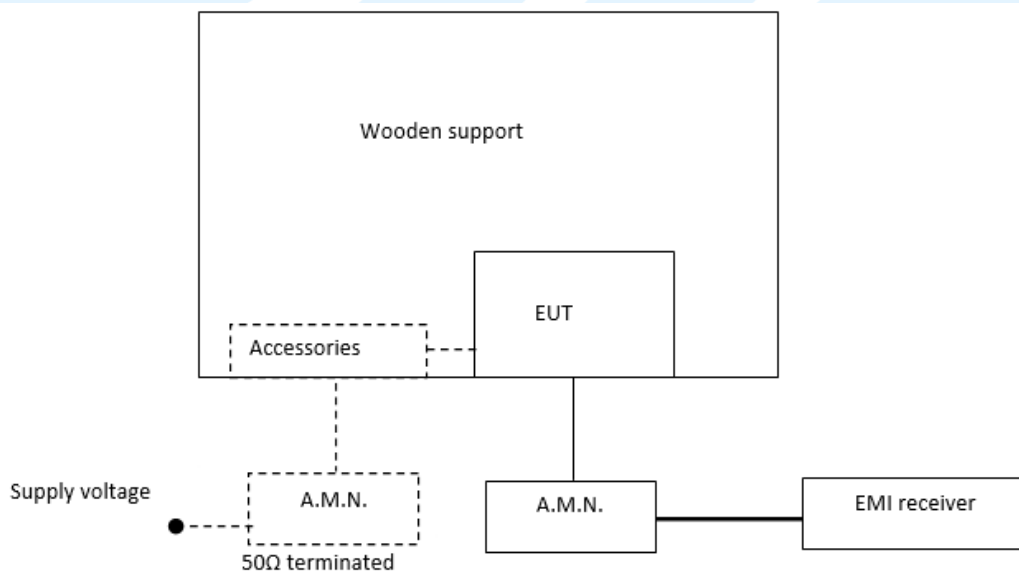 Wooden support
EUT
Accessories
Supply voltage
A.M.N.
A.M.N.
EMI receiver
50Ω terminated